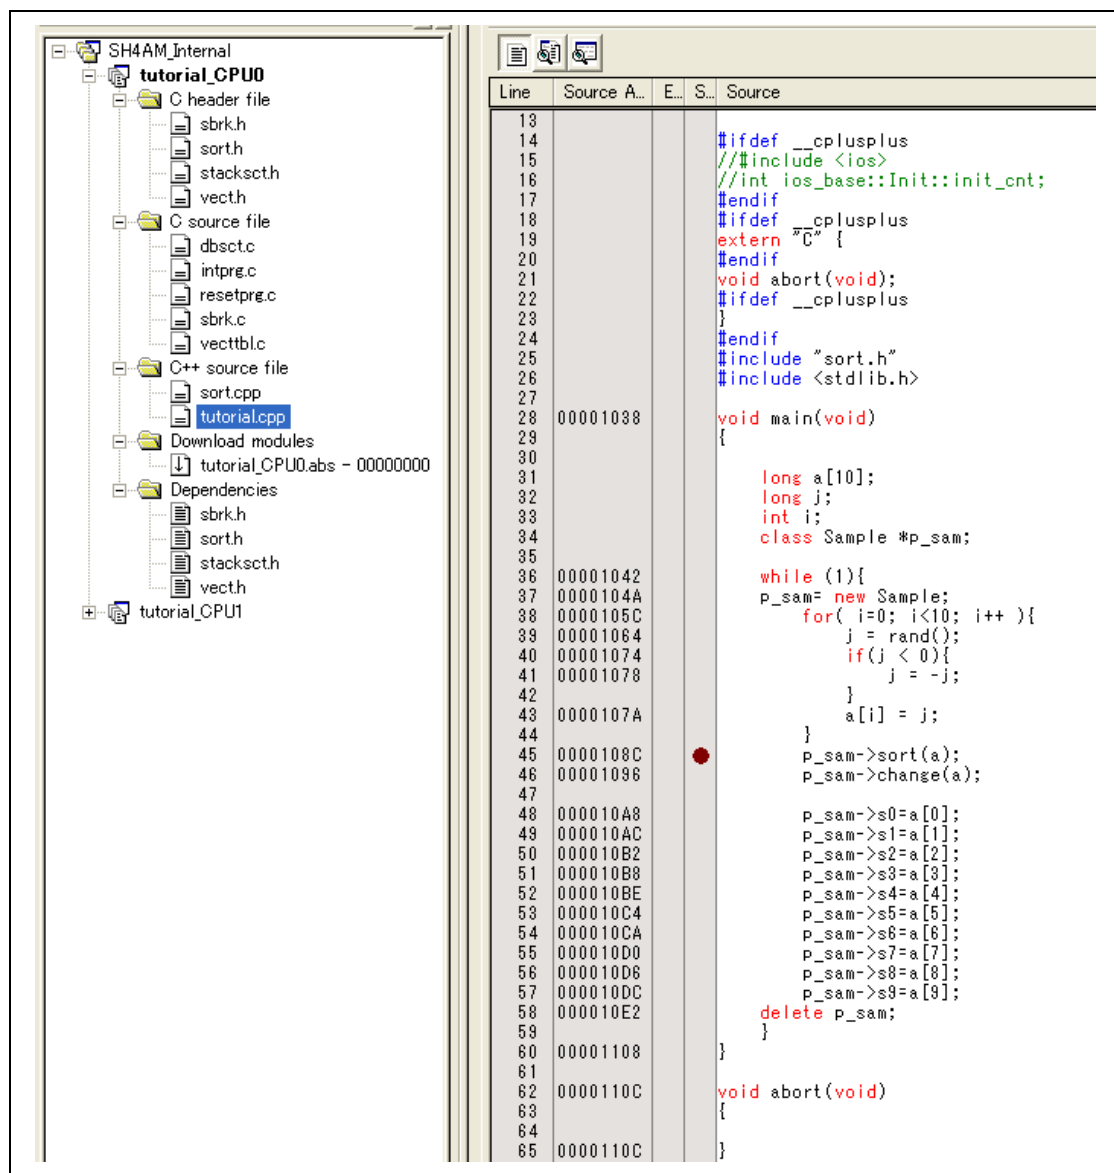 SH4AM_Internal
tutorial_CPU0
C header file
sbrk.h
sort.h
stacksct.h
vect.h
C source file
dbsct.c
intprg.c
resetprg.c
sbrk.c
vecttbl.c
C++ source file
sort.cpp
tutorial.cpp
Download modules
tutorial_CPU0.abs - 00000000
Dependencies
sbrk.h
sort.h
stacksct.h
vect.h
tutorial_CPU1
Line Source A... E... S... Source
13
14 #ifdef __cplusplus
15 //#include <ios>
16 //int ios_base::Init::init_cnt;
17 #endif
18 #ifdef __cplusplus
19 extern "C" {
20 #endif
21 void abort(void);
22 #ifdef __cplusplus
23 }
24 #endif
25 #include "sort.h"
26 #include <stdlib.h>
27
28 00001038 void main(void)
29 {
30
31 long a[10];
32 long j;
33 int i;
34 class Sample *p_sam;
35
36 00001042 while (1){
37 0000104A p_sam= new Sample;
38 0000105C for( i=0; i<10; i++ ){
39 00001064 j = rand();
40 00001074 if(j < 0){
41 00001078 j = -j;
42 }
43 0000107A a[i] = j;
44 }
45 0000108C p_sam->sort(a);
46 00001096 p_sam->change(a);
47
48 000010A8 p_sam->s0=a[0];
49 000010AC p_sam->s1=a[1];
50 000010B2 p_sam->s2=a[2];
51 000010B8 p_sam->s3=a[3];
52 000010BE p_sam->s4=a[4];
53 000010C4 p_sam->s5=a[5];
54 000010CA p_sam->s6=a[6];
55 000010D0 p_sam->s7=a[7];
56 000010D6 p_sam->s8=a[8];
57 000010DC p_sam->s9=a[9];
58 000010E2 delete p_sam;
59 }
60 00001108 }
61
62 0000110C void abort(void)
63 {
64
65 0000110C }